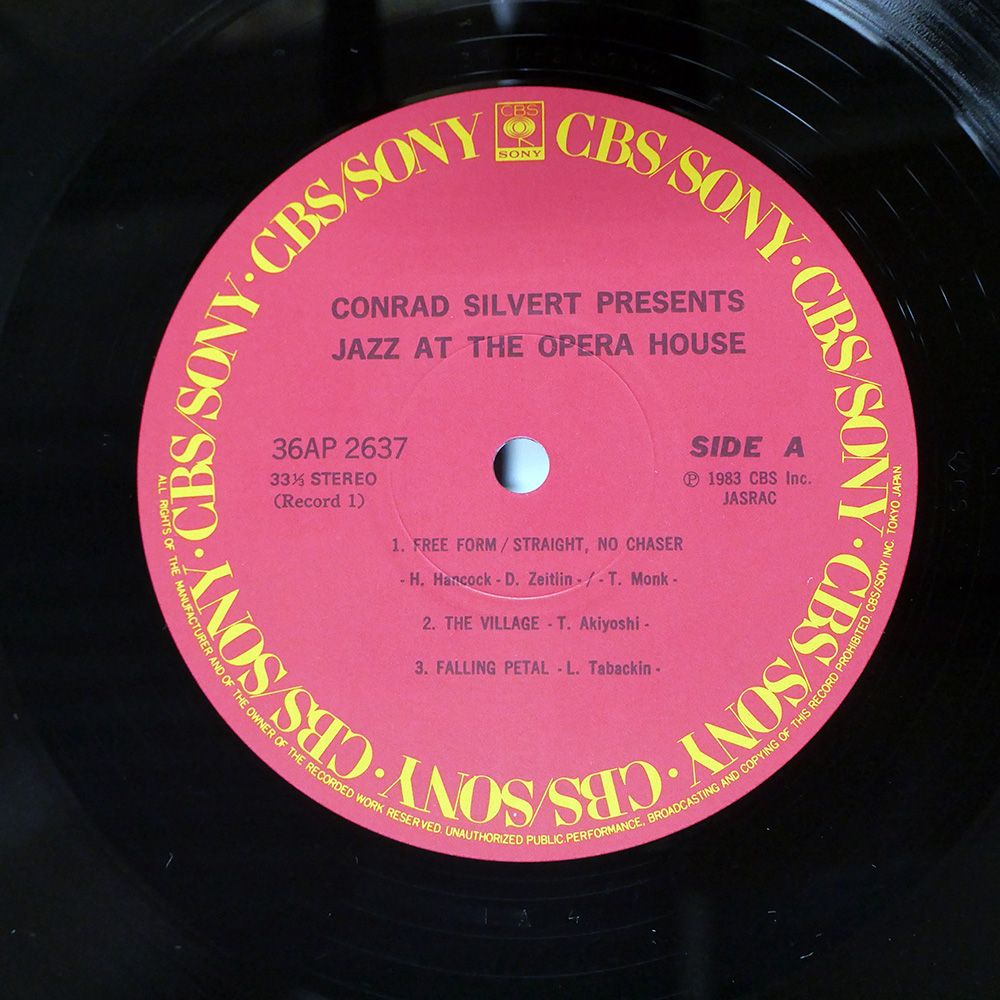 CBS
SONY
CBS/SONY · CBS/SONY · CBS/SONY · CBS/SONY · CBS/SONY · CBS/SONY · CBS/SONY · CBS/SONY
CONRAD SILVERT PRESENTS
JAZZ AT THE OPERA HOUSE
36AP 2637
33⅓ STEREO
(Record 1)
SIDE A
Ⓟ 1983 CBS Inc.
JASRAC
1. FREE FORM / STRAIGHT, NO CHASER
- H. Hancock - D. Zeitlin - / - T. Monk -
2. THE VILLAGE - T. Akiyoshi -
3. FALLING PETAL - L. Tabackin -
ALL RIGHTS OF THE MANUFACTURER AND OF THE OWNER OF THE RECORDED WORK RESERVED. UNAUTHORIZED PUBLIC PERFORMANCE, BROADCASTING AND COPYING OF THIS RECORD PROHIBITED CBS/SONY INC. TOKYO JAPAN.
1 A 4